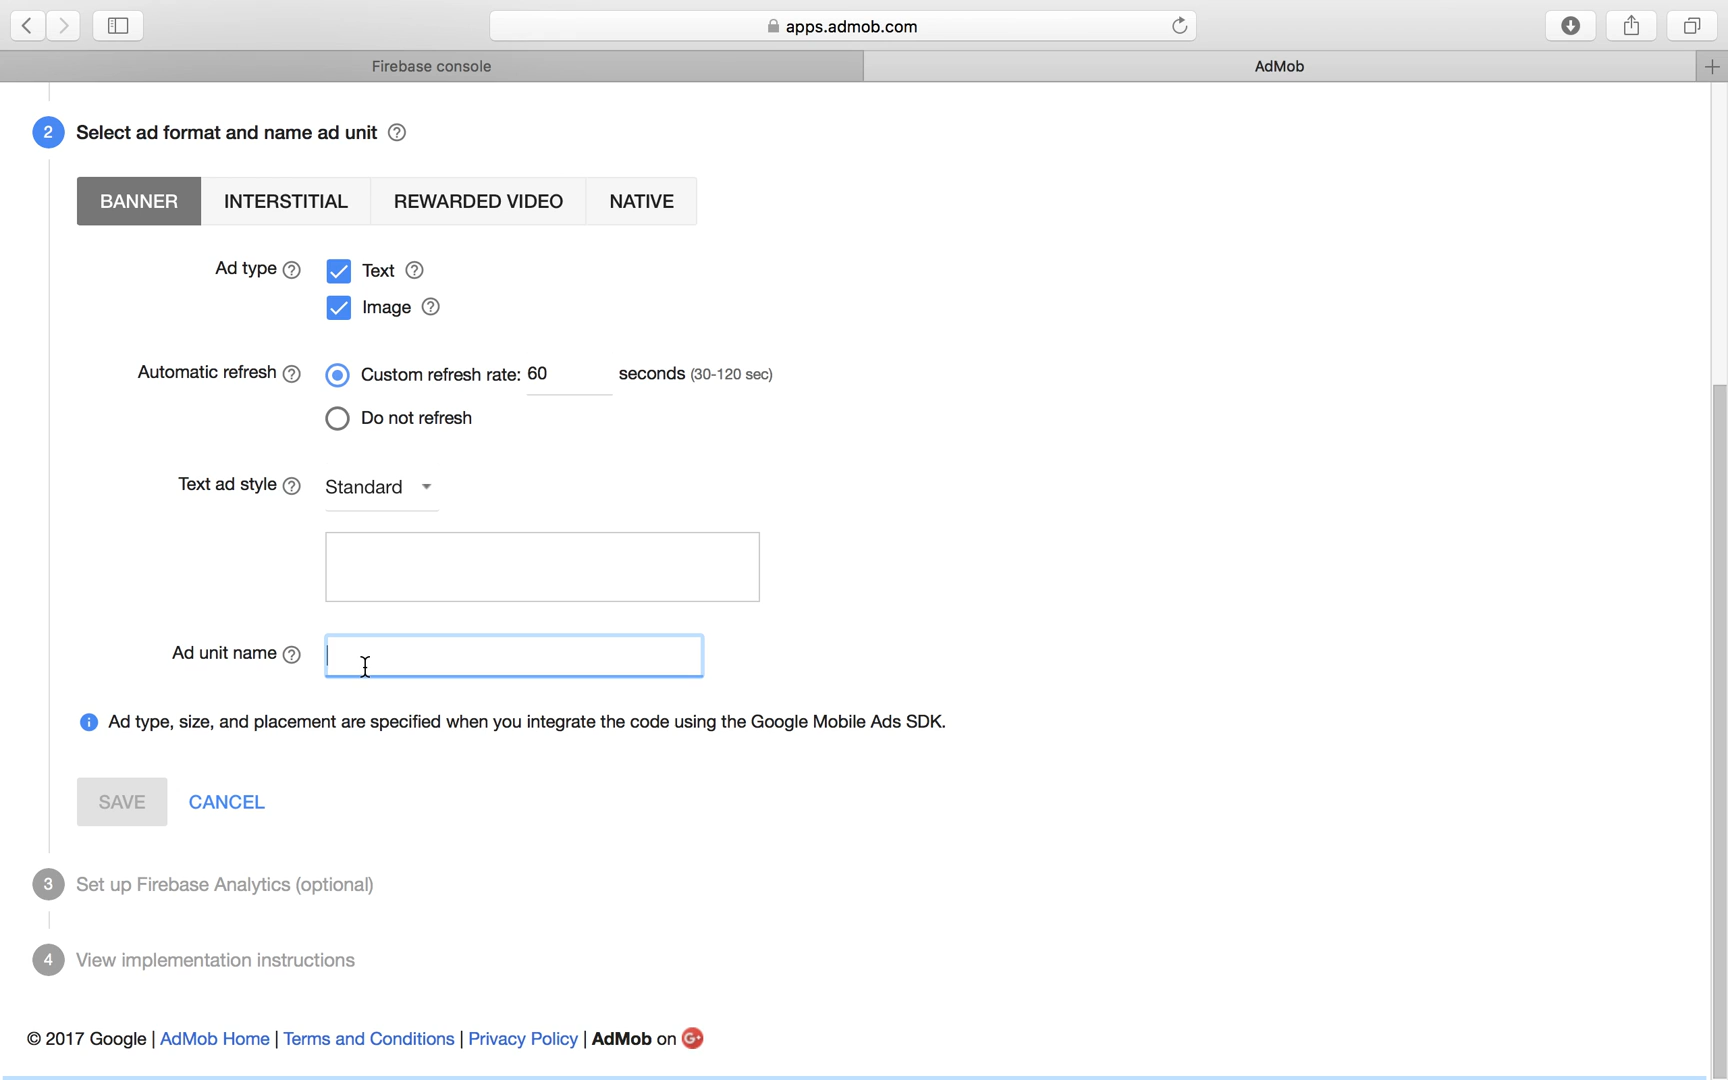 apps.admob.com
Firebase console
AdMob
2 Select ad format and name ad unit ?
BANNER INTERSTITIAL REWARDED VIDEO NATIVE
Ad type ? Text ?
Image ?
Automatic refresh ? Custom refresh rate: 60 seconds (30-120 sec)
Do not refresh
Text ad style ? Standard
Ad unit name ?
i Ad type, size, and placement are specified when you integrate the code using the Google Mobile Ads SDK.
SAVE CANCEL
3 Set up Firebase Analytics (optional)
4 View implementation instructions
© 2017 Google | AdMob Home | Terms and Conditions | Privacy Policy | AdMob on G+